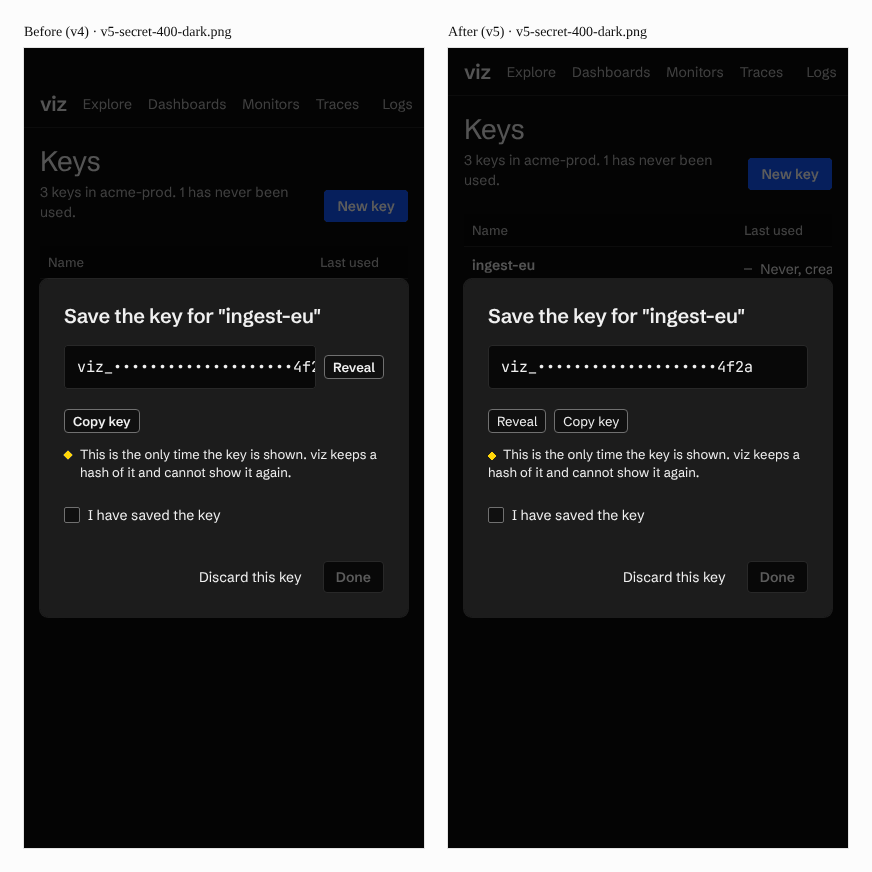 Before (v4) · v5-secret-400-dark.png
viz Explore Dashboards Monitors Traces Logs
Keys
3 keys in acme-prod. 1 has never been
used.
New key
Name Last used
Save the key for "ingest-eu"
viz_••••••••••••••••••••4f2
Reveal
Copy key
This is the only time the key is shown. viz keeps a
hash of it and cannot show it again.
I have saved the key
Discard this key Done
After (v5) · v5-secret-400-dark.png
viz Explore Dashboards Monitors Traces Logs
Keys
3 keys in acme-prod. 1 has never been
used.
New key
Name Last used
ingest-eu – Never, crea
Save the key for "ingest-eu"
viz_••••••••••••••••••••4f2a
Reveal Copy key
This is the only time the key is shown. viz keeps a
hash of it and cannot show it again.
I have saved the key
Discard this key Done